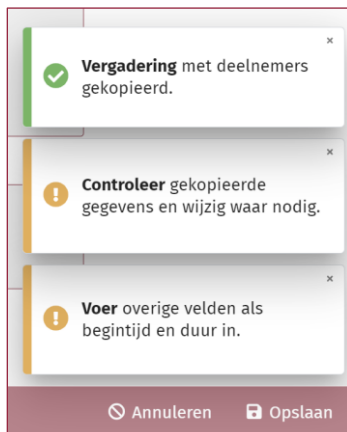 Vergadering met deelnemers
gekopieerd.
Controleer gekopieerde
gegevens en wijzig waar nodig.
Voer overige velden als
begintijd en duur in.
Annuleren Opslaan